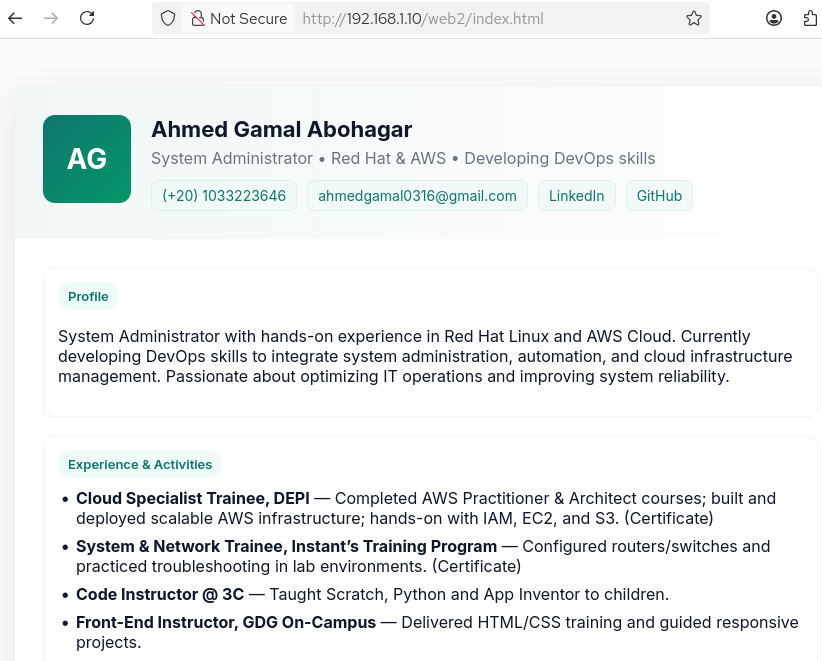 Not Secure http://192.168.1.10/web2/index.html
AG
Ahmed Gamal Abohagar
System Administrator • Red Hat & AWS • Developing DevOps skills
(+20) 1033223646 ahmedgamal0316@gmail.com LinkedIn GitHub
Profile
System Administrator with hands-on experience in Red Hat Linux and AWS Cloud. Currently
developing DevOps skills to integrate system administration, automation, and cloud infrastructure
management. Passionate about optimizing IT operations and improving system reliability.
Experience & Activities
• Cloud Specialist Trainee, DEPI — Completed AWS Practitioner & Architect courses; built and
deployed scalable AWS infrastructure; hands-on with IAM, EC2, and S3. (Certificate)
• System & Network Trainee, Instant’s Training Program — Configured routers/switches and
practiced troubleshooting in lab environments. (Certificate)
• Code Instructor @ 3C — Taught Scratch, Python and App Inventor to children.
• Front-End Instructor, GDG On-Campus — Delivered HTML/CSS training and guided responsive
projects.